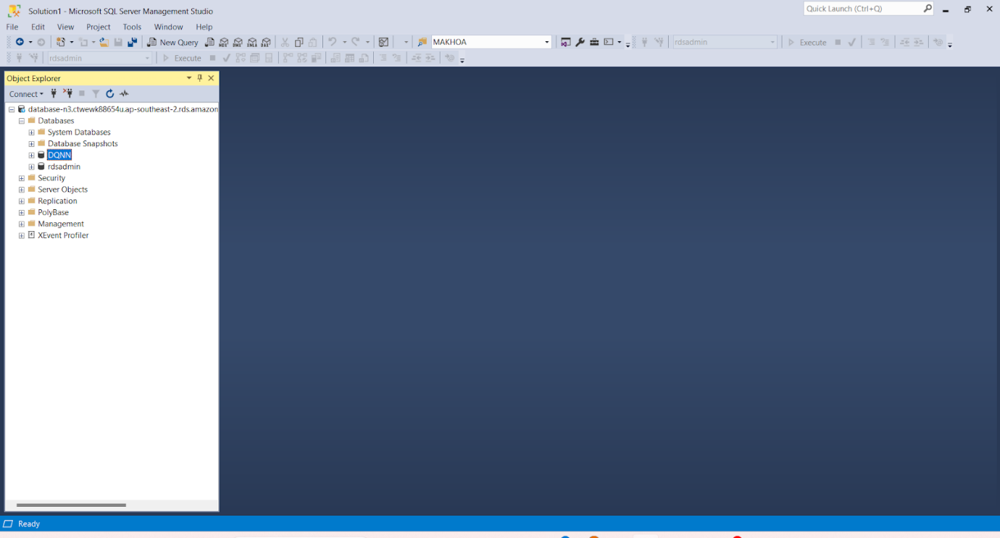 Solution1 - Microsoft SQL Server Management Studio
Quick Launch (Ctrl+Q)
File Edit View Project Tools Window Help
New Query MAKHOA rdsadmin Execute
rdsadmin Execute
Object Explorer
Connect
database-n3.ctwewk88654u.ap-southeast-2.rds.amazon
Databases
System Databases
Database Snapshots
DQNN
rdsadmin
Security
Server Objects
Replication
PolyBase
Management
XEvent Profiler
Ready